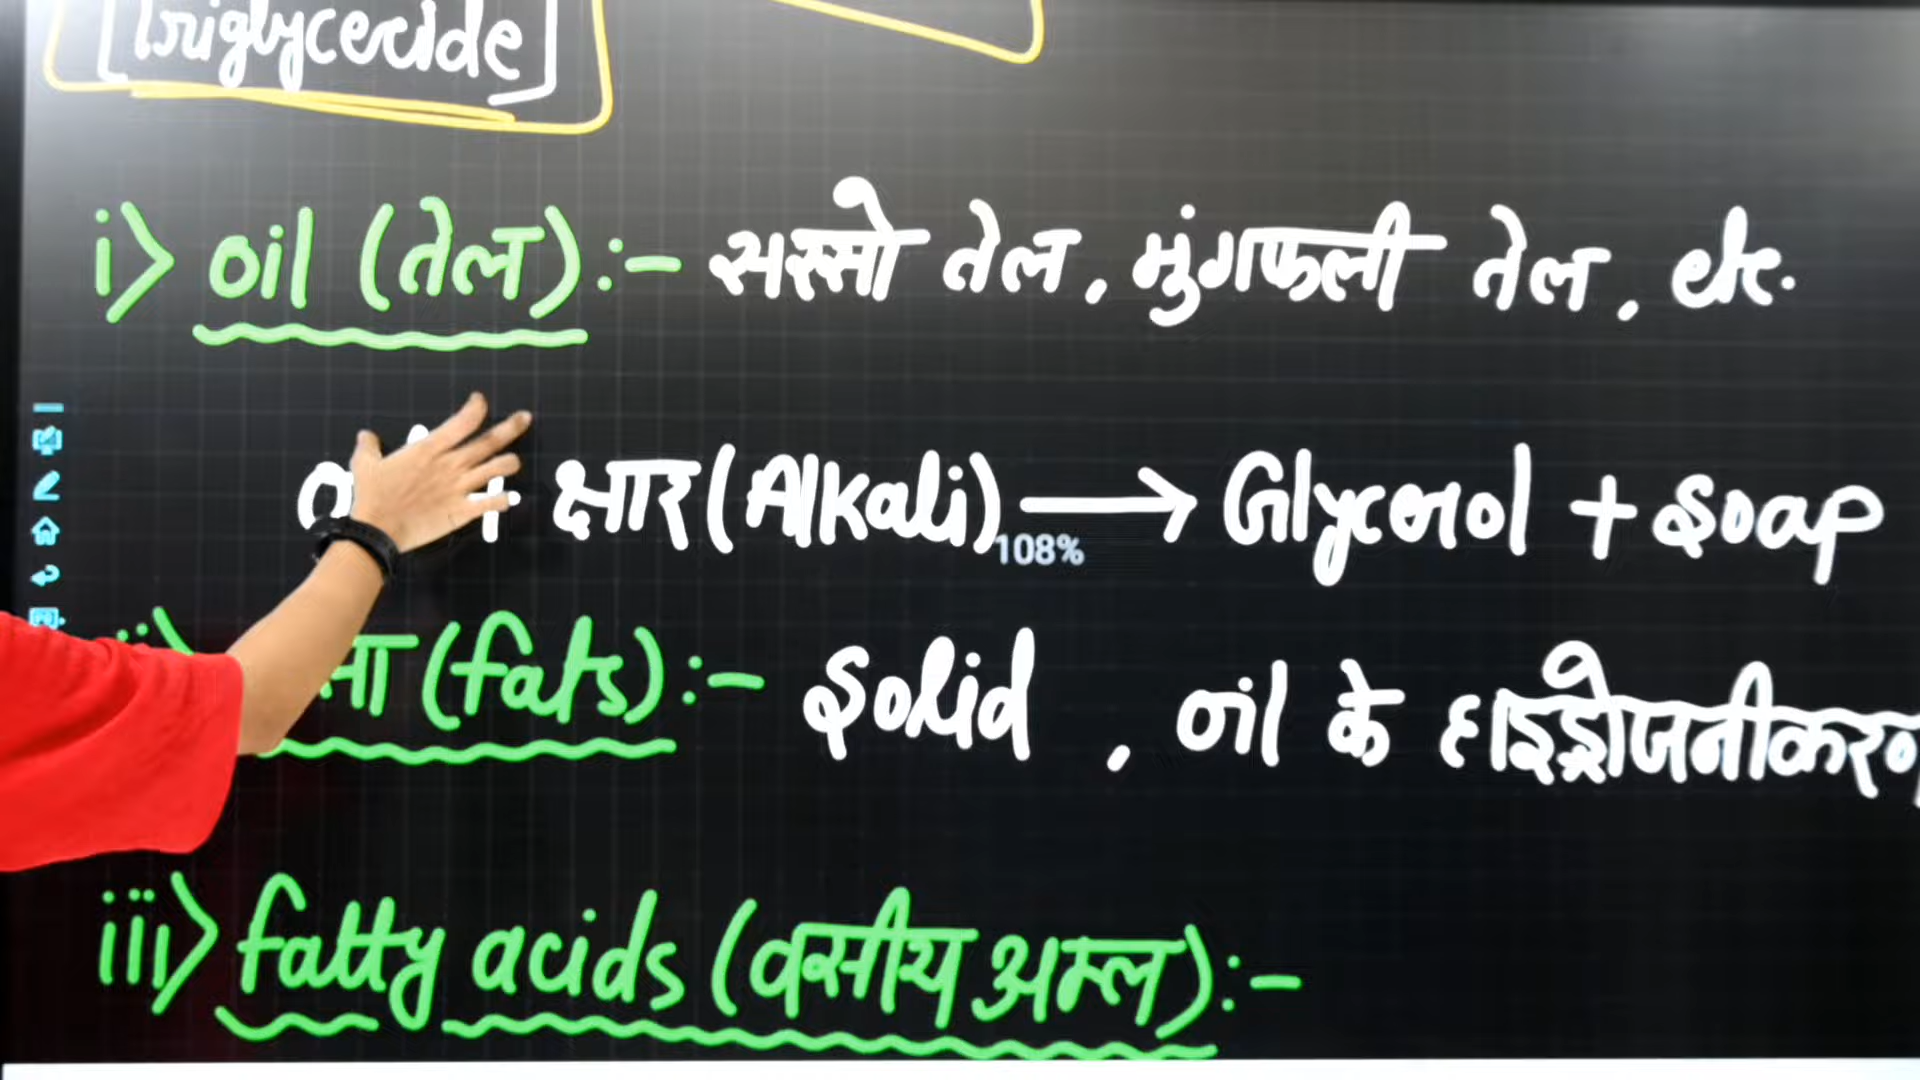 [Triglyceride]
i> oil (तेल) :- सरसो तेल, मुंगफली तेल, etc.
+ क्षार (Alkali) → Glycerol + Soap
108%
(fats) :- Solid , oil के हाइड्रोजनीकरण
iii> fatty acids (वसीय अम्ल) :-